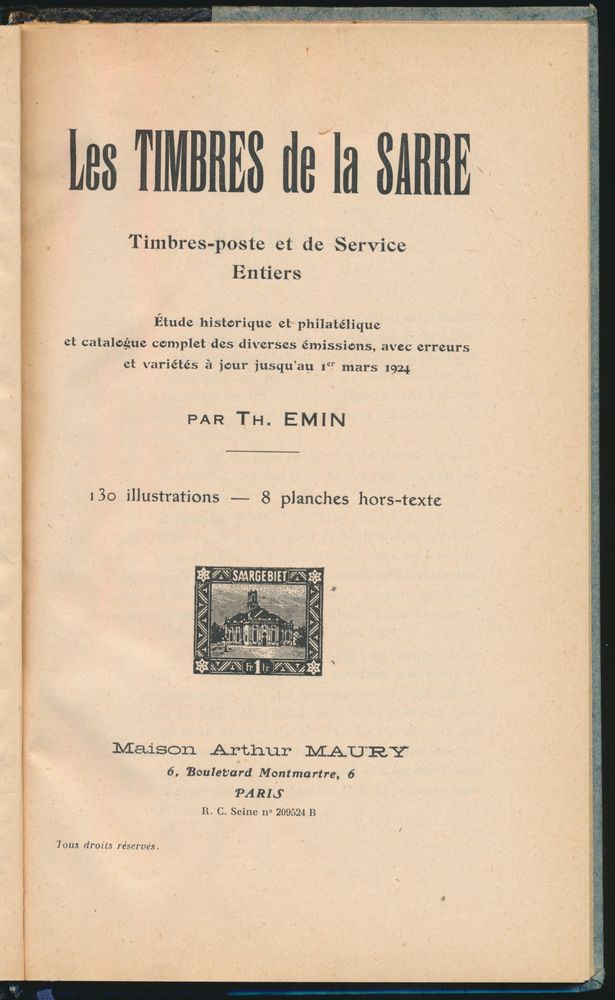 Les TIMBRES de la SARRE
Timbres-poste et de Service
Entiers
Étude historique et philatélique
et catalogue complet des diverses émissions, avec erreurs
et variétés à jour jusqu'au 1er mars 1924
PAR TH. EMIN
130 illustrations — 8 planches hors-texte
SAARGEBIET
Fr 1 Fr
Maison Arthur MAURY
6, Boulevard Montmartre, 6
PARIS
R. C. Seine n° 209524 B
Tous droits réservés.